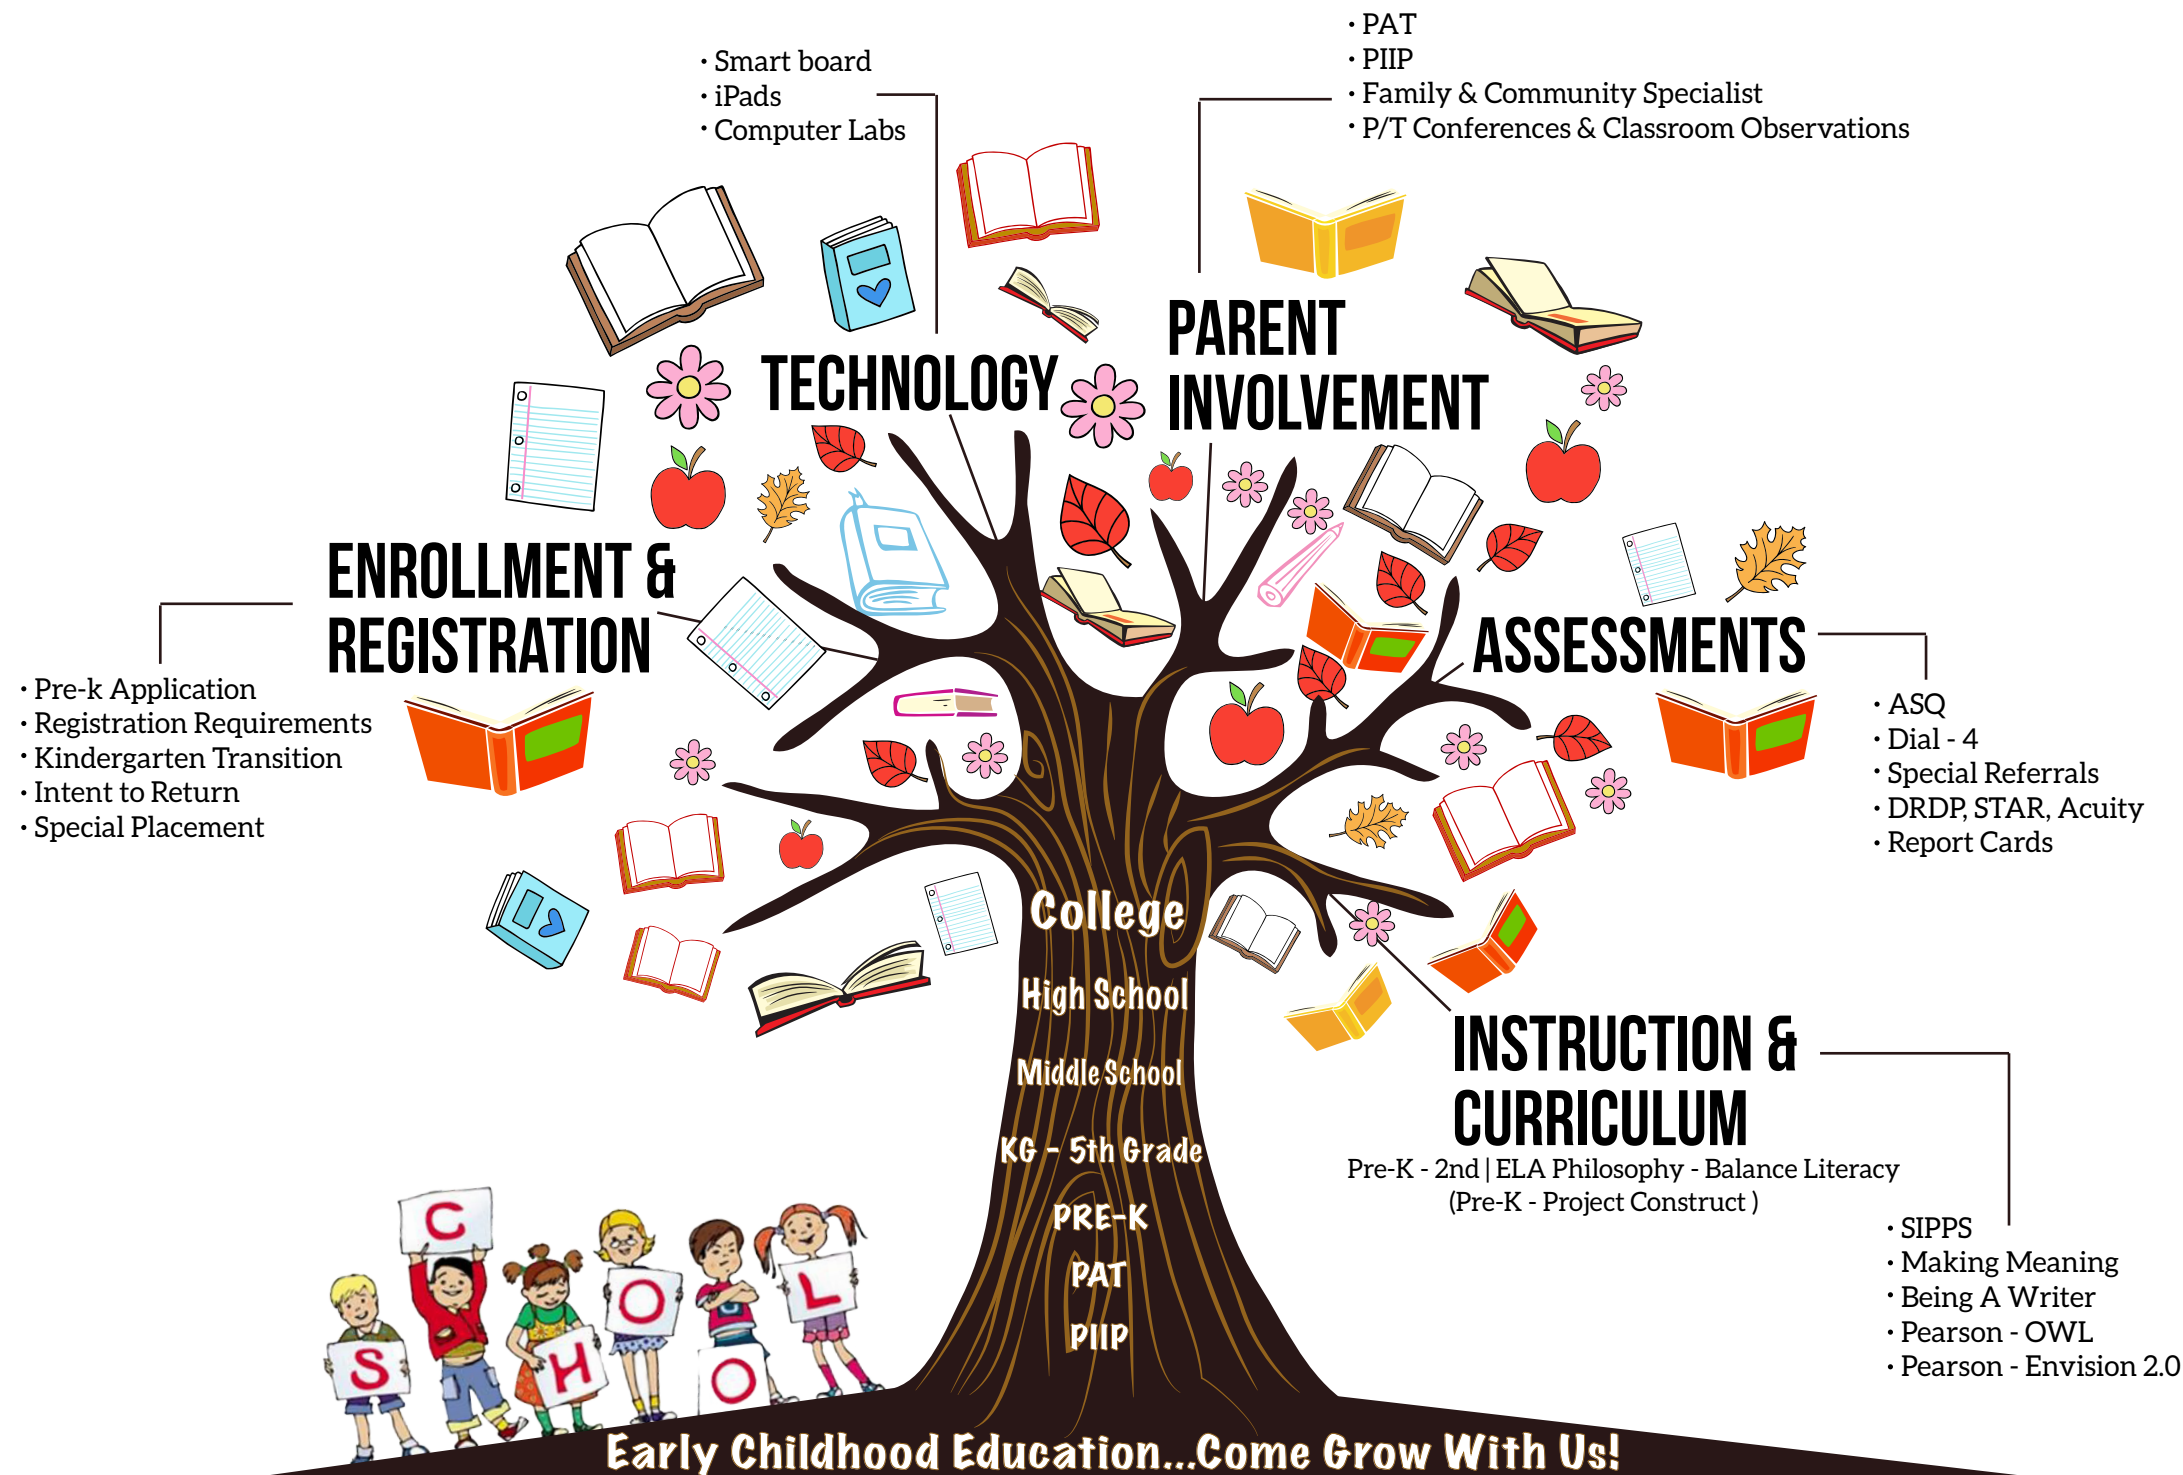 · Smart board
· iPads
· Computer Labs
· PAT
· PIIP
· Family & Community Specialist
· P/T Conferences & Classroom Observations
TECHNOLOGY
PARENT
INVOLVEMENT
ENROLLMENT &
REGISTRATION
· Pre-k Application
· Registration Requirements
· Kindergarten Transition
· Intent to Return
· Special Placement
ASSESSMENTS
· ASQ
· Dial - 4
· Special Referrals
· DRDP, STAR, Acuity
· Report Cards
INSTRUCTION &
CURRICULUM
Pre-K - 2nd | ELA Philosophy - Balance Literacy
(Pre-K - Project Construct )
· SIPPS
· Making Meaning
· Being A Writer
· Pearson - OWL
· Pearson - Envision 2.0
College
High School
Middle School
KG - 5th Grade
PRE-K
PAT
PIIP
S C H O O L
Early Childhood Education...Come Grow With Us!